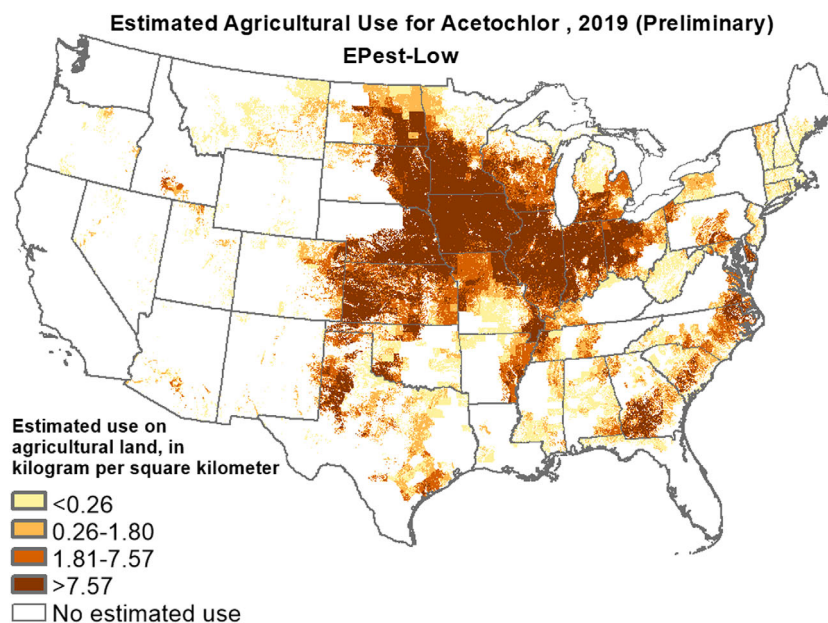 Estimated Agricultural Use for Acetochlor , 2019 (Preliminary)
EPest-Low
Estimated use on
agricultural land, in
kilogram per square kilometer
<0.26
0.26-1.80
1.81-7.57
>7.57
No estimated use